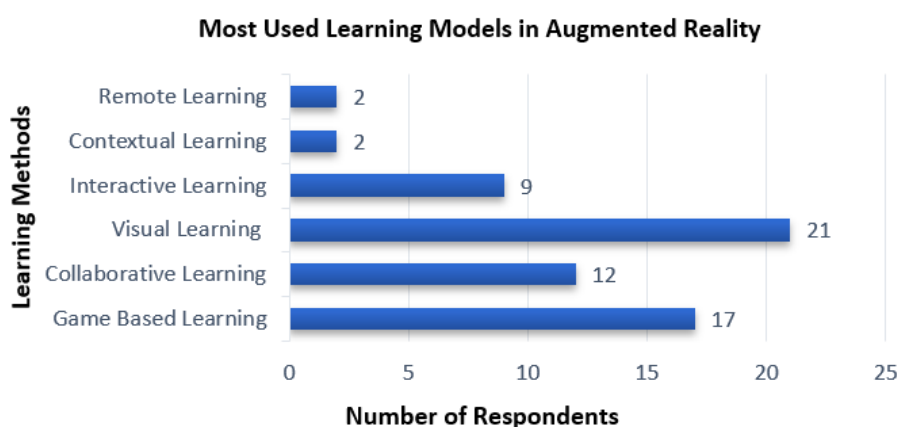 Most Used Learning Models in Augmented Reality
Learning Methods
Remote Learning 2
Contextual Learning 2
Interactive Learning 9
Visual Learning 21
Collaborative Learning 12
Game Based Learning 17
0 5 10 15 20 25
Number of Respondents